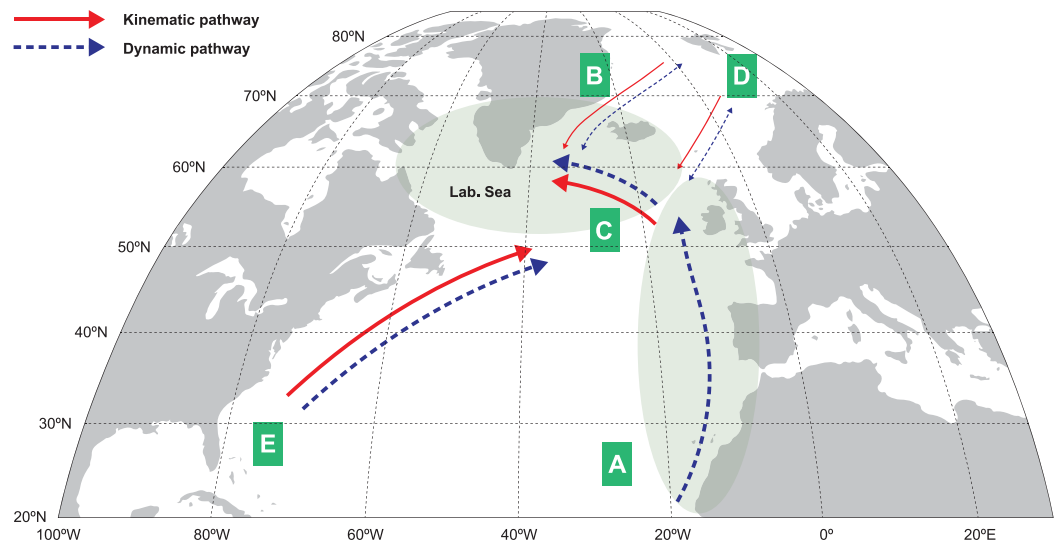 Kinematic pathway
Dynamic pathway
80ºN
B
D
70ºN
60ºN
Lab. Sea
C
50ºN
40ºN
30ºN
E
A
20ºN
100ºW
80ºW
60ºW
40ºW
20ºW
0º
20ºE